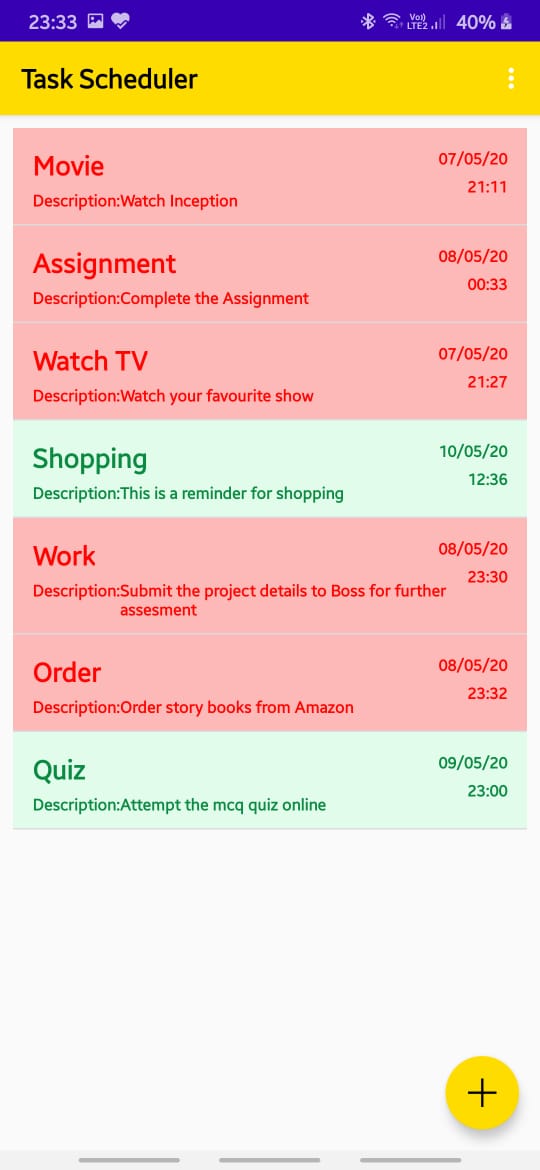 23:33
Vo)) LTE2 40%
Task Scheduler
Movie 07/05/20
21:11
Description:Watch Inception
Assignment 08/05/20
00:33
Description:Complete the Assignment
Watch TV 07/05/20
21:27
Description:Watch your favourite show
Shopping 10/05/20
12:36
Description:This is a reminder for shopping
Work 08/05/20
23:30
Description:Submit the project details to Boss for further
assesment
Order 08/05/20
23:32
Description:Order story books from Amazon
Quiz 09/05/20
23:00
Description:Attempt the mcq quiz online